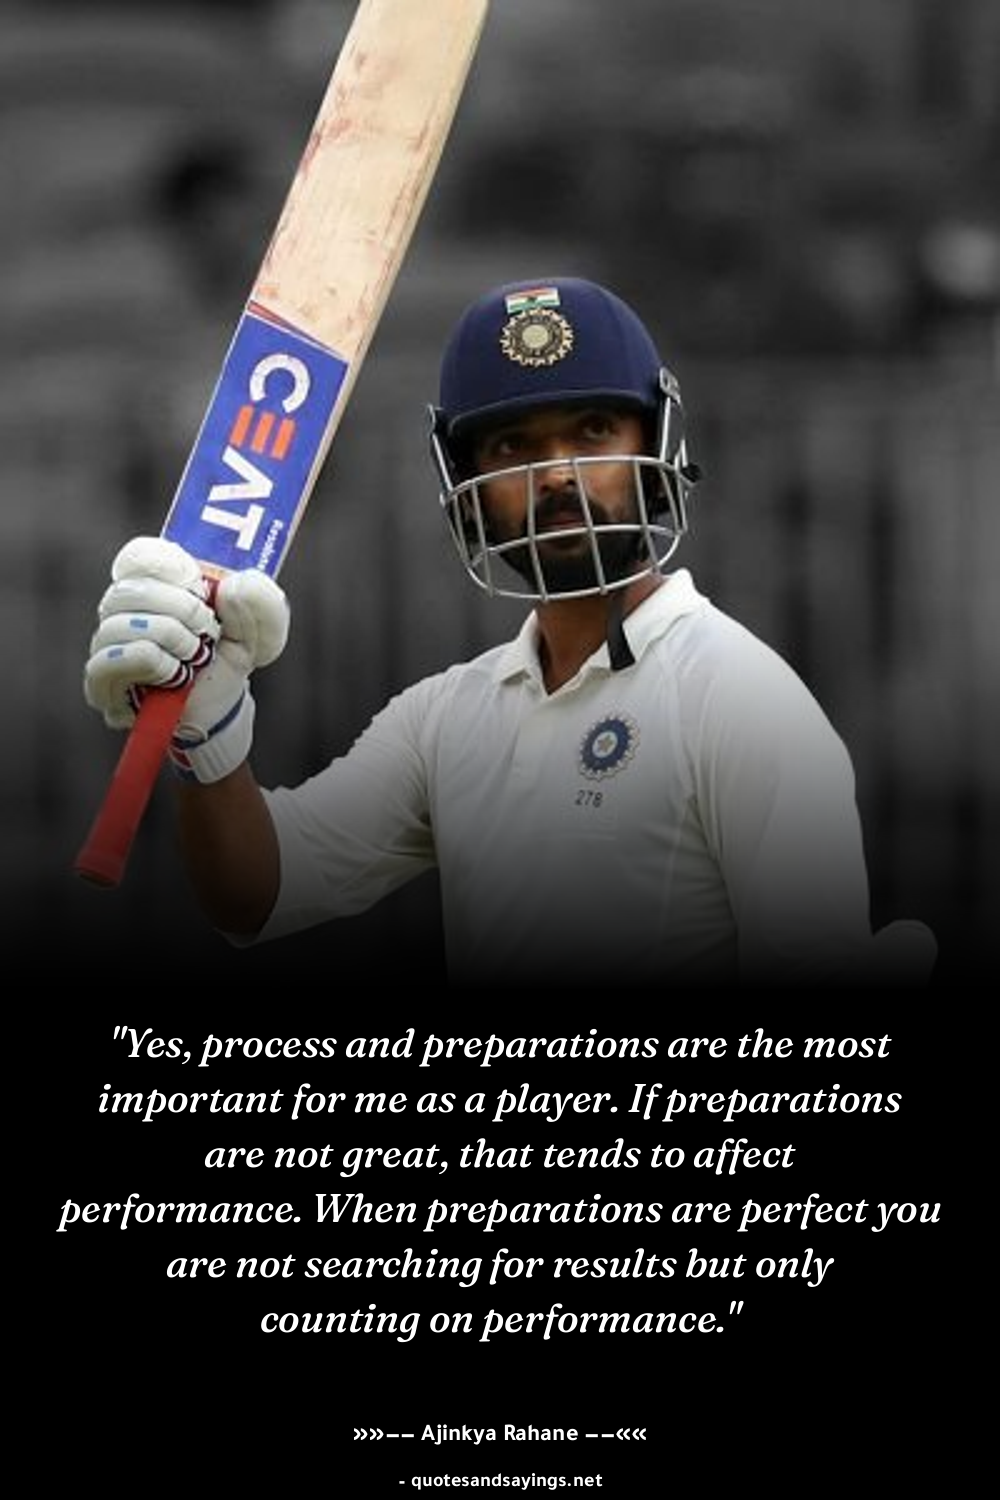 CEAT
278
"Yes, process and preparations are the most
important for me as a player. If preparations
are not great, that tends to affect
performance. When preparations are perfect you
are not searching for results but only
counting on performance."
»»–– Ajinkya Rahane ––««
- quotesandsayings.net